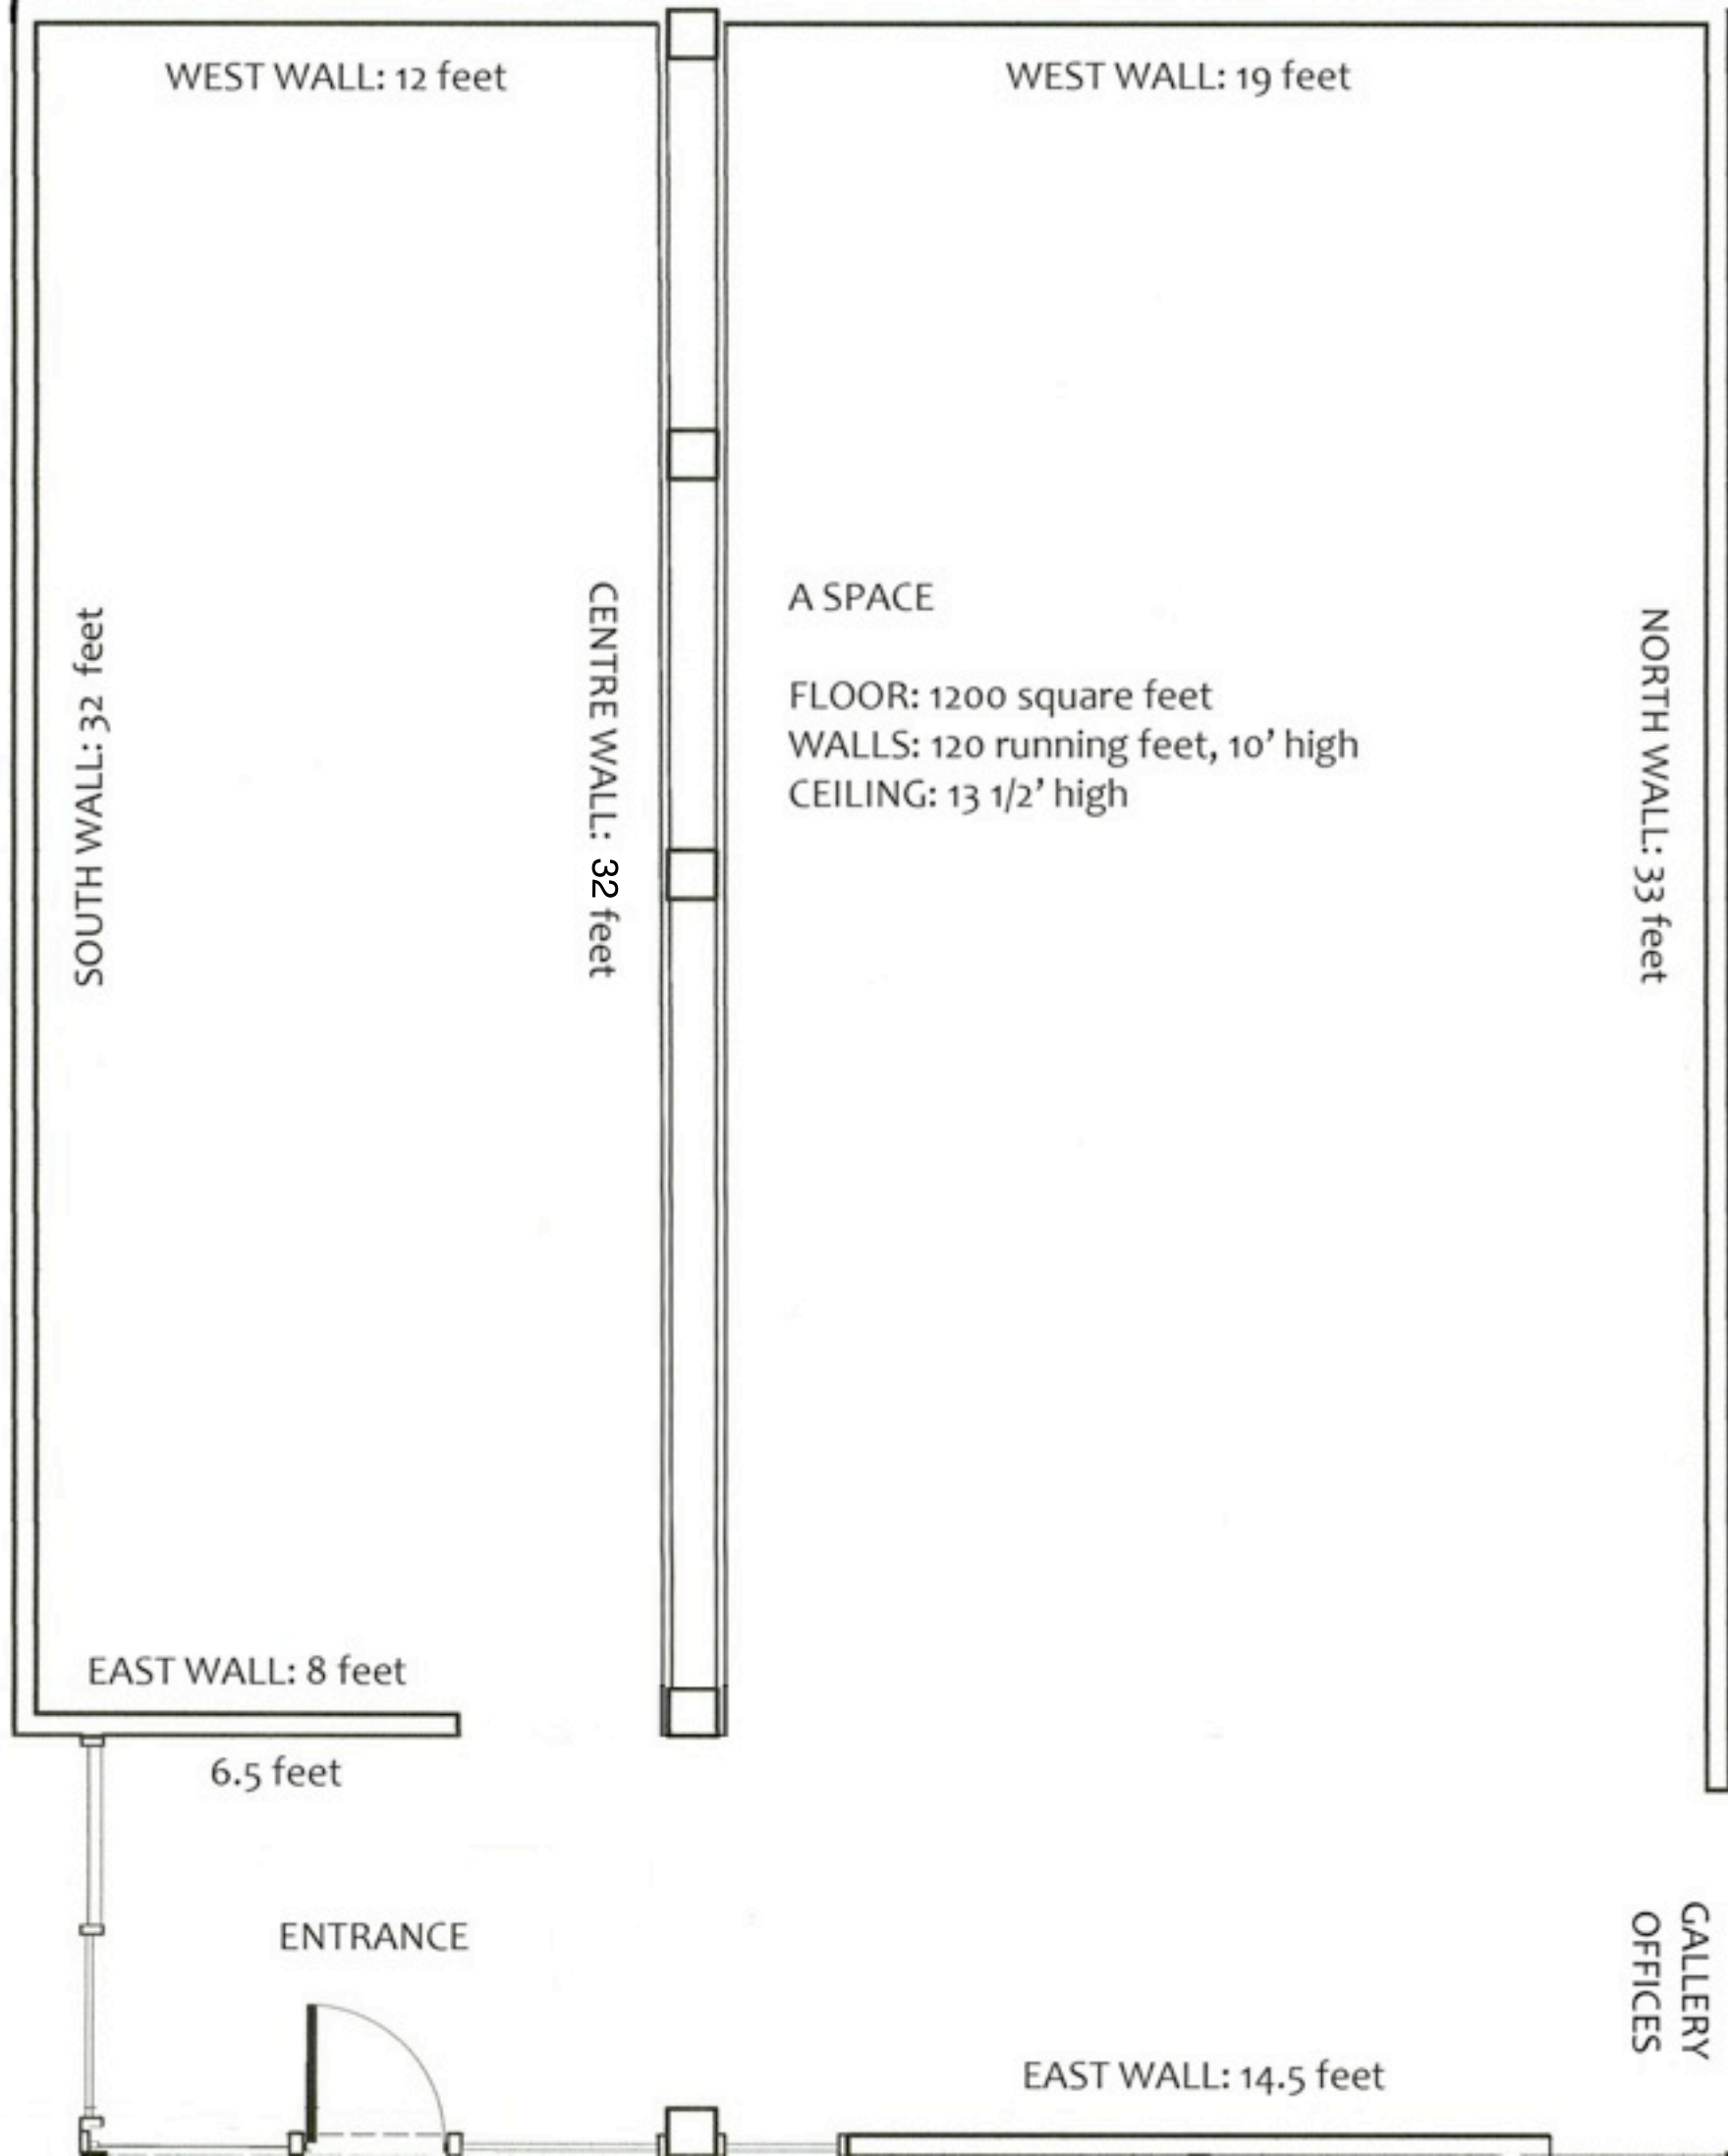 WEST WALL: 12 feet
WEST WALL: 19 feet
SOUTH WALL: 32 feet
CENTRE WALL: 32 feet
A SPACE
FLOOR: 1200 square feet
WALLS: 120 running feet, 10’ high
CEILING: 13 1/2’ high
NORTH WALL: 33 feet
EAST WALL: 8 feet
6.5 feet
ENTRANCE
GALLERY
OFFICES
EAST WALL: 14.5 feet